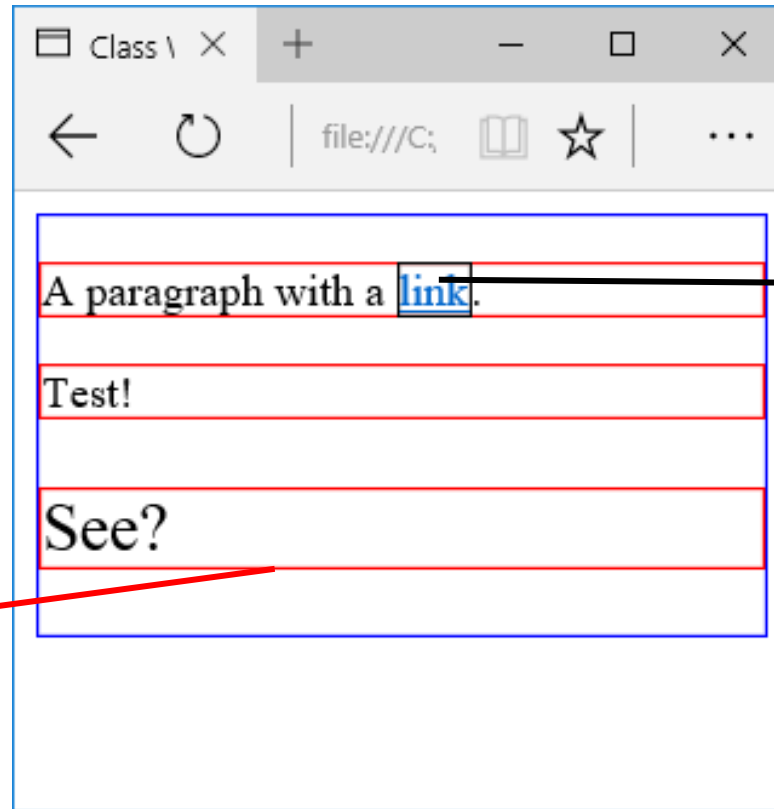 Class \
file:///C:
A paragraph with a link.
Test!
See?